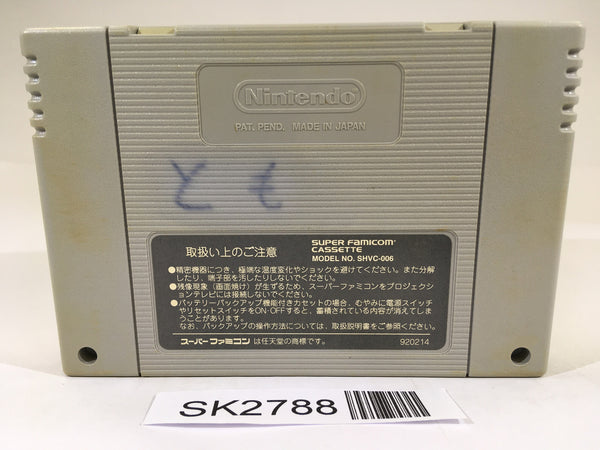 Nintendo
PAT. PEND. MADE IN JAPAN
取扱い上のご注意
SUPER FAMICOM
CASSETTE
MODEL NO. SHVC-006
●精密機器につき、極端な温度変化やショックを避けてください。また分解
したり、端子部を汚したりしないでください。
●残像現象（画面焼け）が生ずるため、スーパーファミコンをプロジェクシ
ョンテレビには接続しないでください。
●バッテリーバックアップ機能付きカセットの場合、むやみに電源スイッチ
やリセットスイッチをON・OFFすると、蓄積されている内容が消えてしま
うことがあります。
なお、バックアップの操作方法については、取扱説明書をご参照ください。
スーパーファミコン は任天堂の商標です。
920214
SK2788